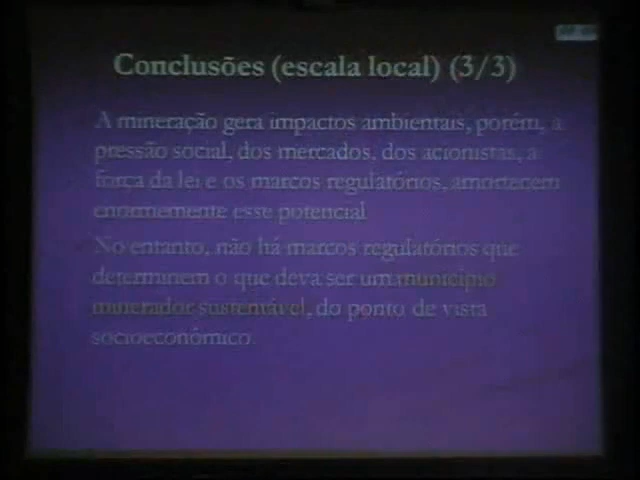 Conclusões (escala local) (3/3)
A mineração gera impactos ambientais, porém, a
pressão social, dos mercados, dos acionistas, a
força da lei e os marcos regulatórios, amortecem
enormemente esse potencial
No entanto, não há marcos regulatórios que
determinem o que deva ser um município
minerador sustentável, do ponto de vista
socioeconómico.